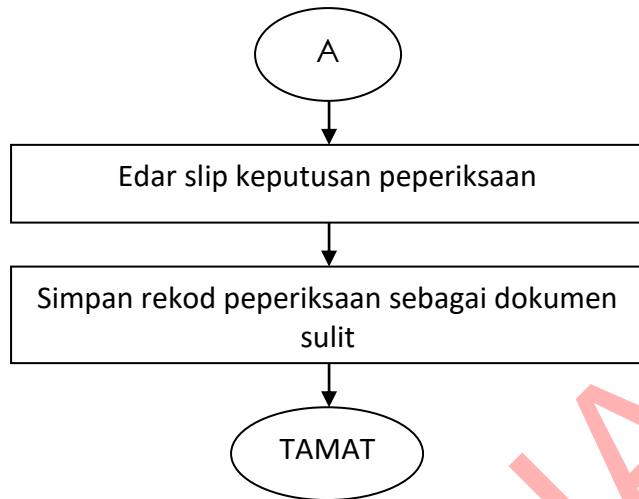 A
Edar slip keputusan peperiksaan
Simpan rekod peperiksaan sebagai dokumen
sulit
TAMAT